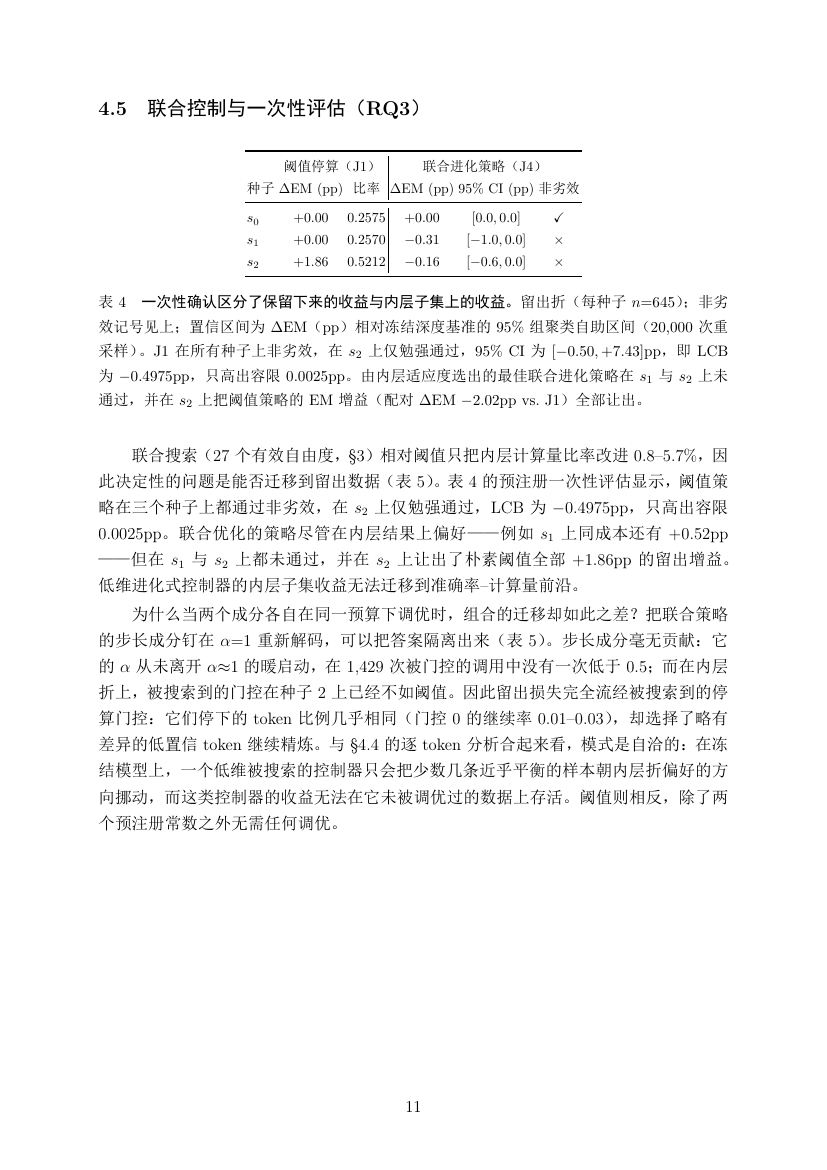 4.5 联合控制与一次性评估（RQ3）
阈值停算（J1） 联合进化策略（J4）
种子 ΔEM (pp) 比率 ΔEM (pp) 95% CI (pp) 非劣效
s₀ +0.00 0.2575 +0.00 [0.0, 0.0] ✓
s₁ +0.00 0.2570 −0.31 [−1.0, 0.0] ×
s₂ +1.86 0.5212 −0.16 [−0.6, 0.0] ×
表 4 一次性确认区分了保留下来的收益与内层子集上的收益。留出折（每种子 n=645）；非劣
效记号见上；置信区间为 ΔEM（pp）相对冻结深度基准的 95% 组聚类自助区间（20,000 次重
采样）。J1 在所有种子上非劣效，在 s₂ 上仅勉强通过，95% CI 为 [−0.50, +7.43]pp，即 LCB
为 −0.4975pp，只高出容限 0.0025pp。由内层适应度选出的最佳联合进化策略在 s₁ 与 s₂ 上未
通过，并在 s₂ 上把阈值策略的 EM 增益（配对 ΔEM −2.02pp vs. J1）全部让出。
联合搜索（27 个有效自由度，§3）相对阈值只把内层计算量比率改进 0.8–5.7%，因
此决定性的问题是能否迁移到留出数据（表 5）。表 4 的预注册一次性评估显示，阈值策
略在三个种子上都通过非劣效，在 s₂ 上仅勉强通过，LCB 为 −0.4975pp，只高出容限
0.0025pp。联合优化的策略尽管在内层结果上偏好——例如 s₁ 上同成本还有 +0.52pp
——但在 s₁ 与 s₂ 上都未通过，并在 s₂ 上让出了朴素阈值全部 +1.86pp 的留出增益。
低维进化式控制器的内层子集收益无法迁移到准确率–计算量前沿。
为什么当两个成分各自在同一预算下调优时，组合的迁移却如此之差？把联合策略
的步长成分钉在 α=1 重新解码，可以把答案隔离出来（表 5）。步长成分毫无贡献：它
的 α 从未离开 α≈1 的暖启动，在 1,429 次被门控的调用中没有一次低于 0.5；而在内层
折上，被搜索到的门控在种子 2 上已经不如阈值。因此留出损失完全流经被搜索到的停
算门控：它们停下的 token 比例几乎相同（门控 0 的继续率 0.01–0.03），却选择了略有
差异的低置信 token 继续精炼。与 §4.4 的逐 token 分析合起来看，模式是自洽的：在冻
结模型上，一个低维被搜索的控制器只会把少数几条近乎平衡的样本朝内层折偏好的方
向挪动，而这类控制器的收益无法在它未被调优过的数据上存活。阈值则相反，除了两
个预注册常数之外无需任何调优。
11